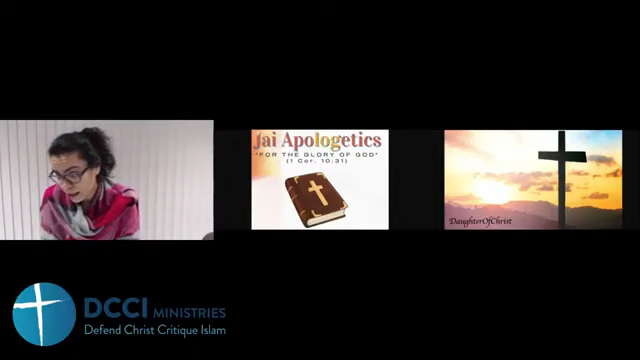 Jai Apologetics
"FOR THE GLORY OF GOD"
(1 Cor. 10:31)
DaughterOfChrist
DCCI MINISTRIES
Defend Christ Critique Islam